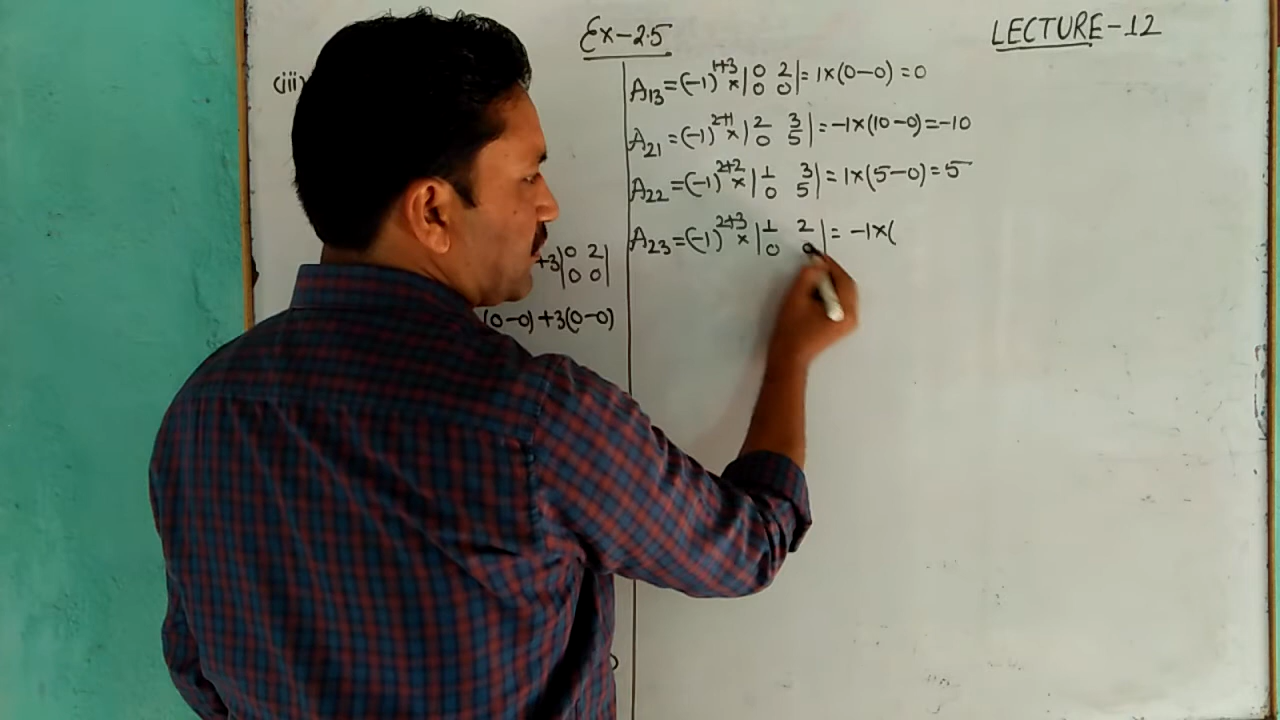 Ex-2.5
LECTURE-12
(iii)
+3|0 2|
|0 0|
(0-0)+3(0-0)
A13=(-1)^1+3 ×|0 2; 0 0|=1×(0-0)=0
A21=(-1)^2+1 ×|2 3; 0 5|=-1×(10-0)=-10
A22=(-1)^2+2 ×|1 3; 0 5|=1×(5-0)=5
A23=(-1)^2+3 ×|1 2; 0 0|=-1×(